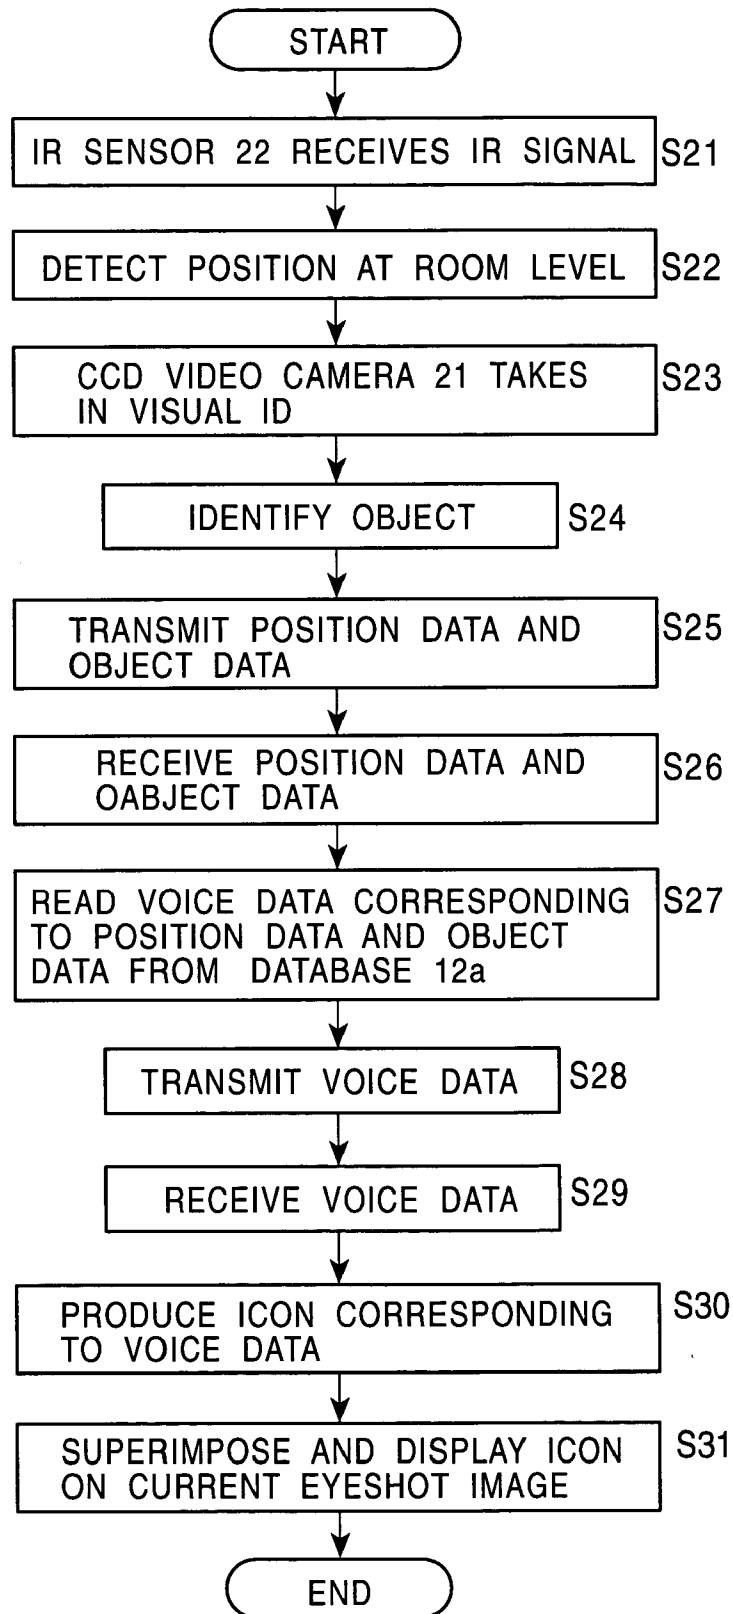 START
IR SENSOR 22 RECEIVES IR SIGNAL S21
DETECT POSITION AT ROOM LEVEL S22
CCD VIDEO CAMERA 21 TAKES S23
IN VISUAL ID
IDENTIFY OBJECT S24
TRANSMIT POSITION DATA AND S25
OBJECT DATA
RECEIVE POSITION DATA AND S26
OABJECT DATA
READ VOICE DATA CORRESPONDING S27
TO POSITION DATA AND OBJECT
DATA FROM DATABASE 12a
TRANSMIT VOICE DATA S28
RECEIVE VOICE DATA S29
PRODUCE ICON CORRESPONDING S30
TO VOICE DATA
SUPERIMPOSE AND DISPLAY ICON S31
ON CURRENT EYESHOT IMAGE
END